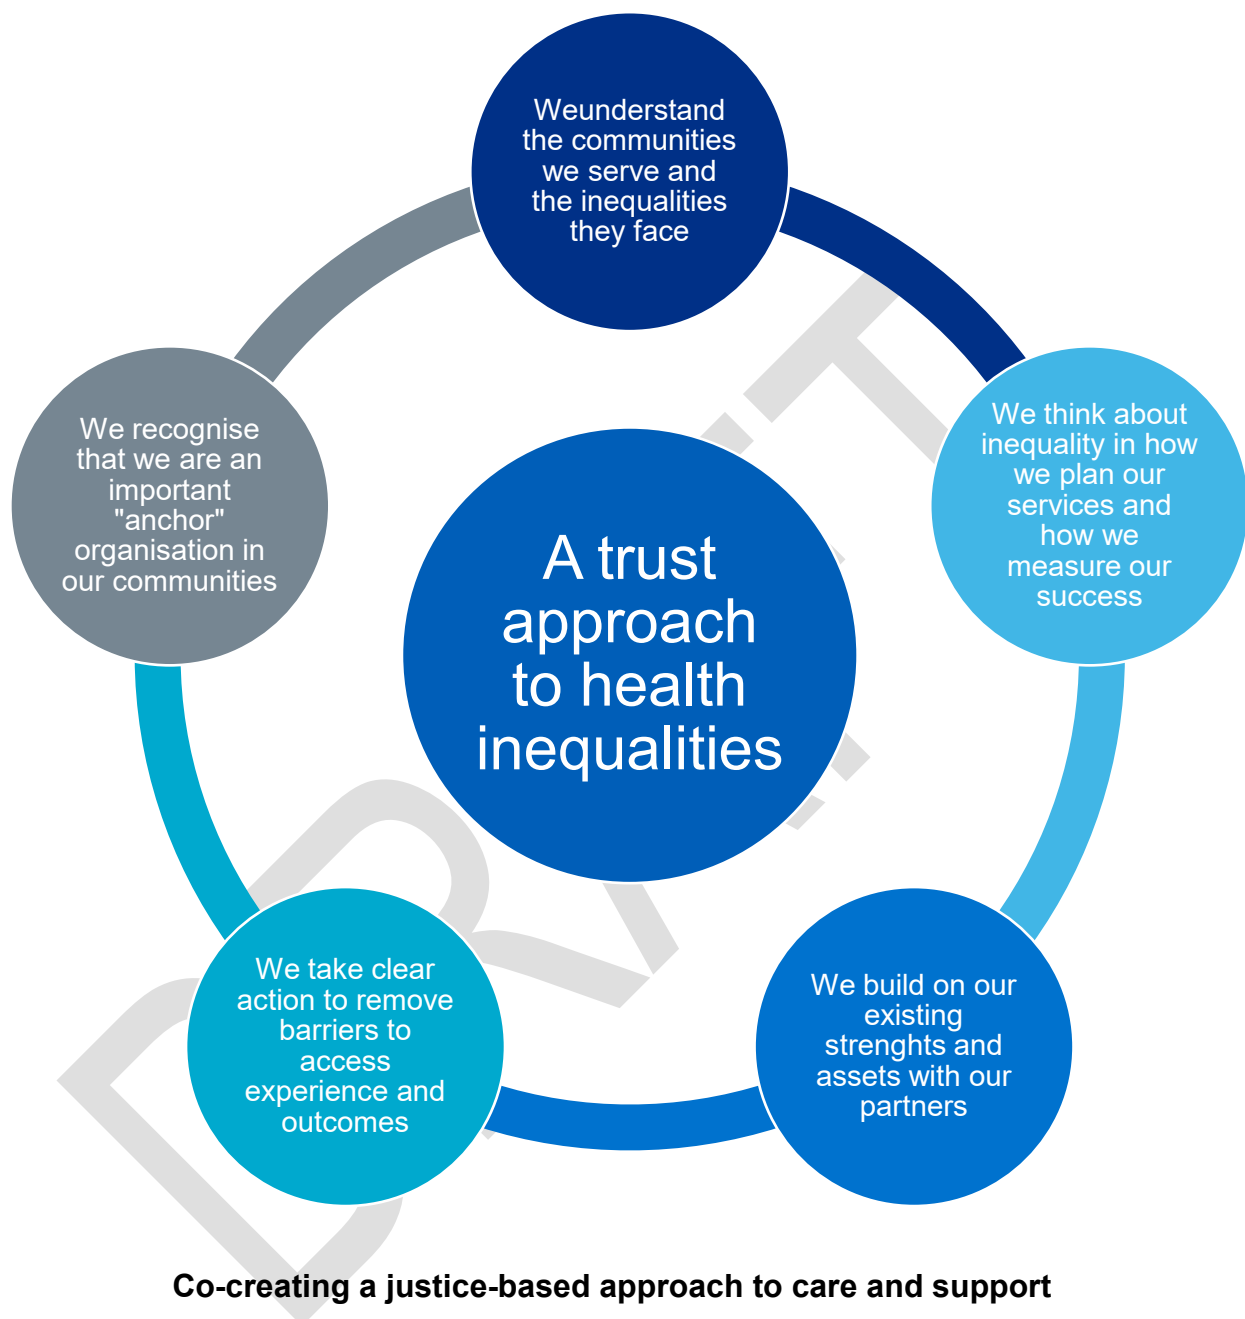 Weunderstand
the communities
we serve and
the inequalities
they face
We think about
inequality in how
we plan our
services and
how we
measure our
success
We build on our
existing
strenghts and
assets with our
partners
We take clear
action to remove
barriers to
access
experience and
outcomes
We recognise
that we are an
important
"anchor"
organisation in
our communities
A trust
approach
to health
inequalities
DRAFT
Co-creating a justice-based approach to care and support